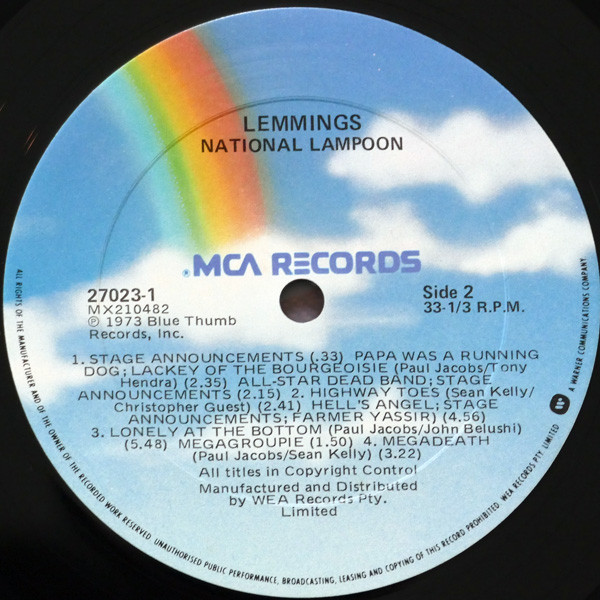 LEMMINGS
NATIONAL LAMPOON
® MCA RECORDS
27023-1
MX210482
℗ 1973 Blue Thumb
Records, Inc.
Side 2
33-1/3 R.P.M.
1. STAGE ANNOUNCEMENTS (.33) PAPA WAS A RUNNING
DOG; LACKEY OF THE BOURGEOISIE (Paul Jacobs/Tony
Hendra) (2.35) ALL-STAR DEAD BAND; STAGE
ANNOUNCEMENTS (2.15) 2. HIGHWAY TOES (Sean Kelly/
Christopher Guest) (2.41) HELL'S ANGEL; STAGE
ANNOUNCEMENTS; FARMER YASSIR) (4.56)
3. LONELY AT THE BOTTOM (Paul Jacobs/John Belushi)
(5.48) MEGAGROUPIE (1.50) 4. MEGADEATH
(Paul Jacobs/Sean Kelly) (3.22)
All titles in Copyright Control
Manufactured and Distributed
by WEA Records Pty.
Limited
ALL RIGHTS OF THE MANUFACTURER AND OF THE OWNER OF THE RECORDED WORK RESERVED. UNAUTHORISED PUBLIC PERFORMANCE, BROADCASTING, LEASING AND COPYING OF THIS RECORD PROHIBITED. WEA RECORDS PTY. LIMITED
A WARNER COMMUNICATIONS COMPANY.